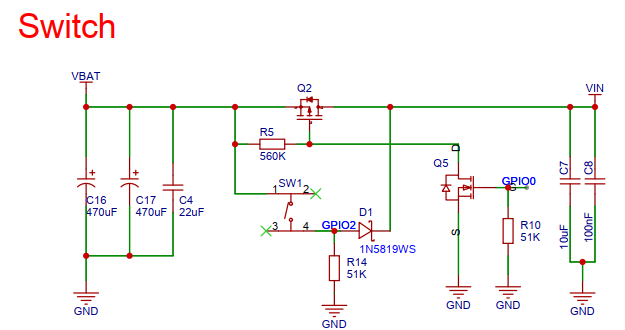 Switch
VBAT
Q2
VIN
R5
560K
D
Q5
C7
C8
SW1
1
2
GPIO0
G
C16
470uF
C17
470uF
C4
22uF
3
4
GPIO2
D1
1N5819WS
S
R10
51K
10uF
100nF
R14
51K
GND
GND
GND
GND
GND